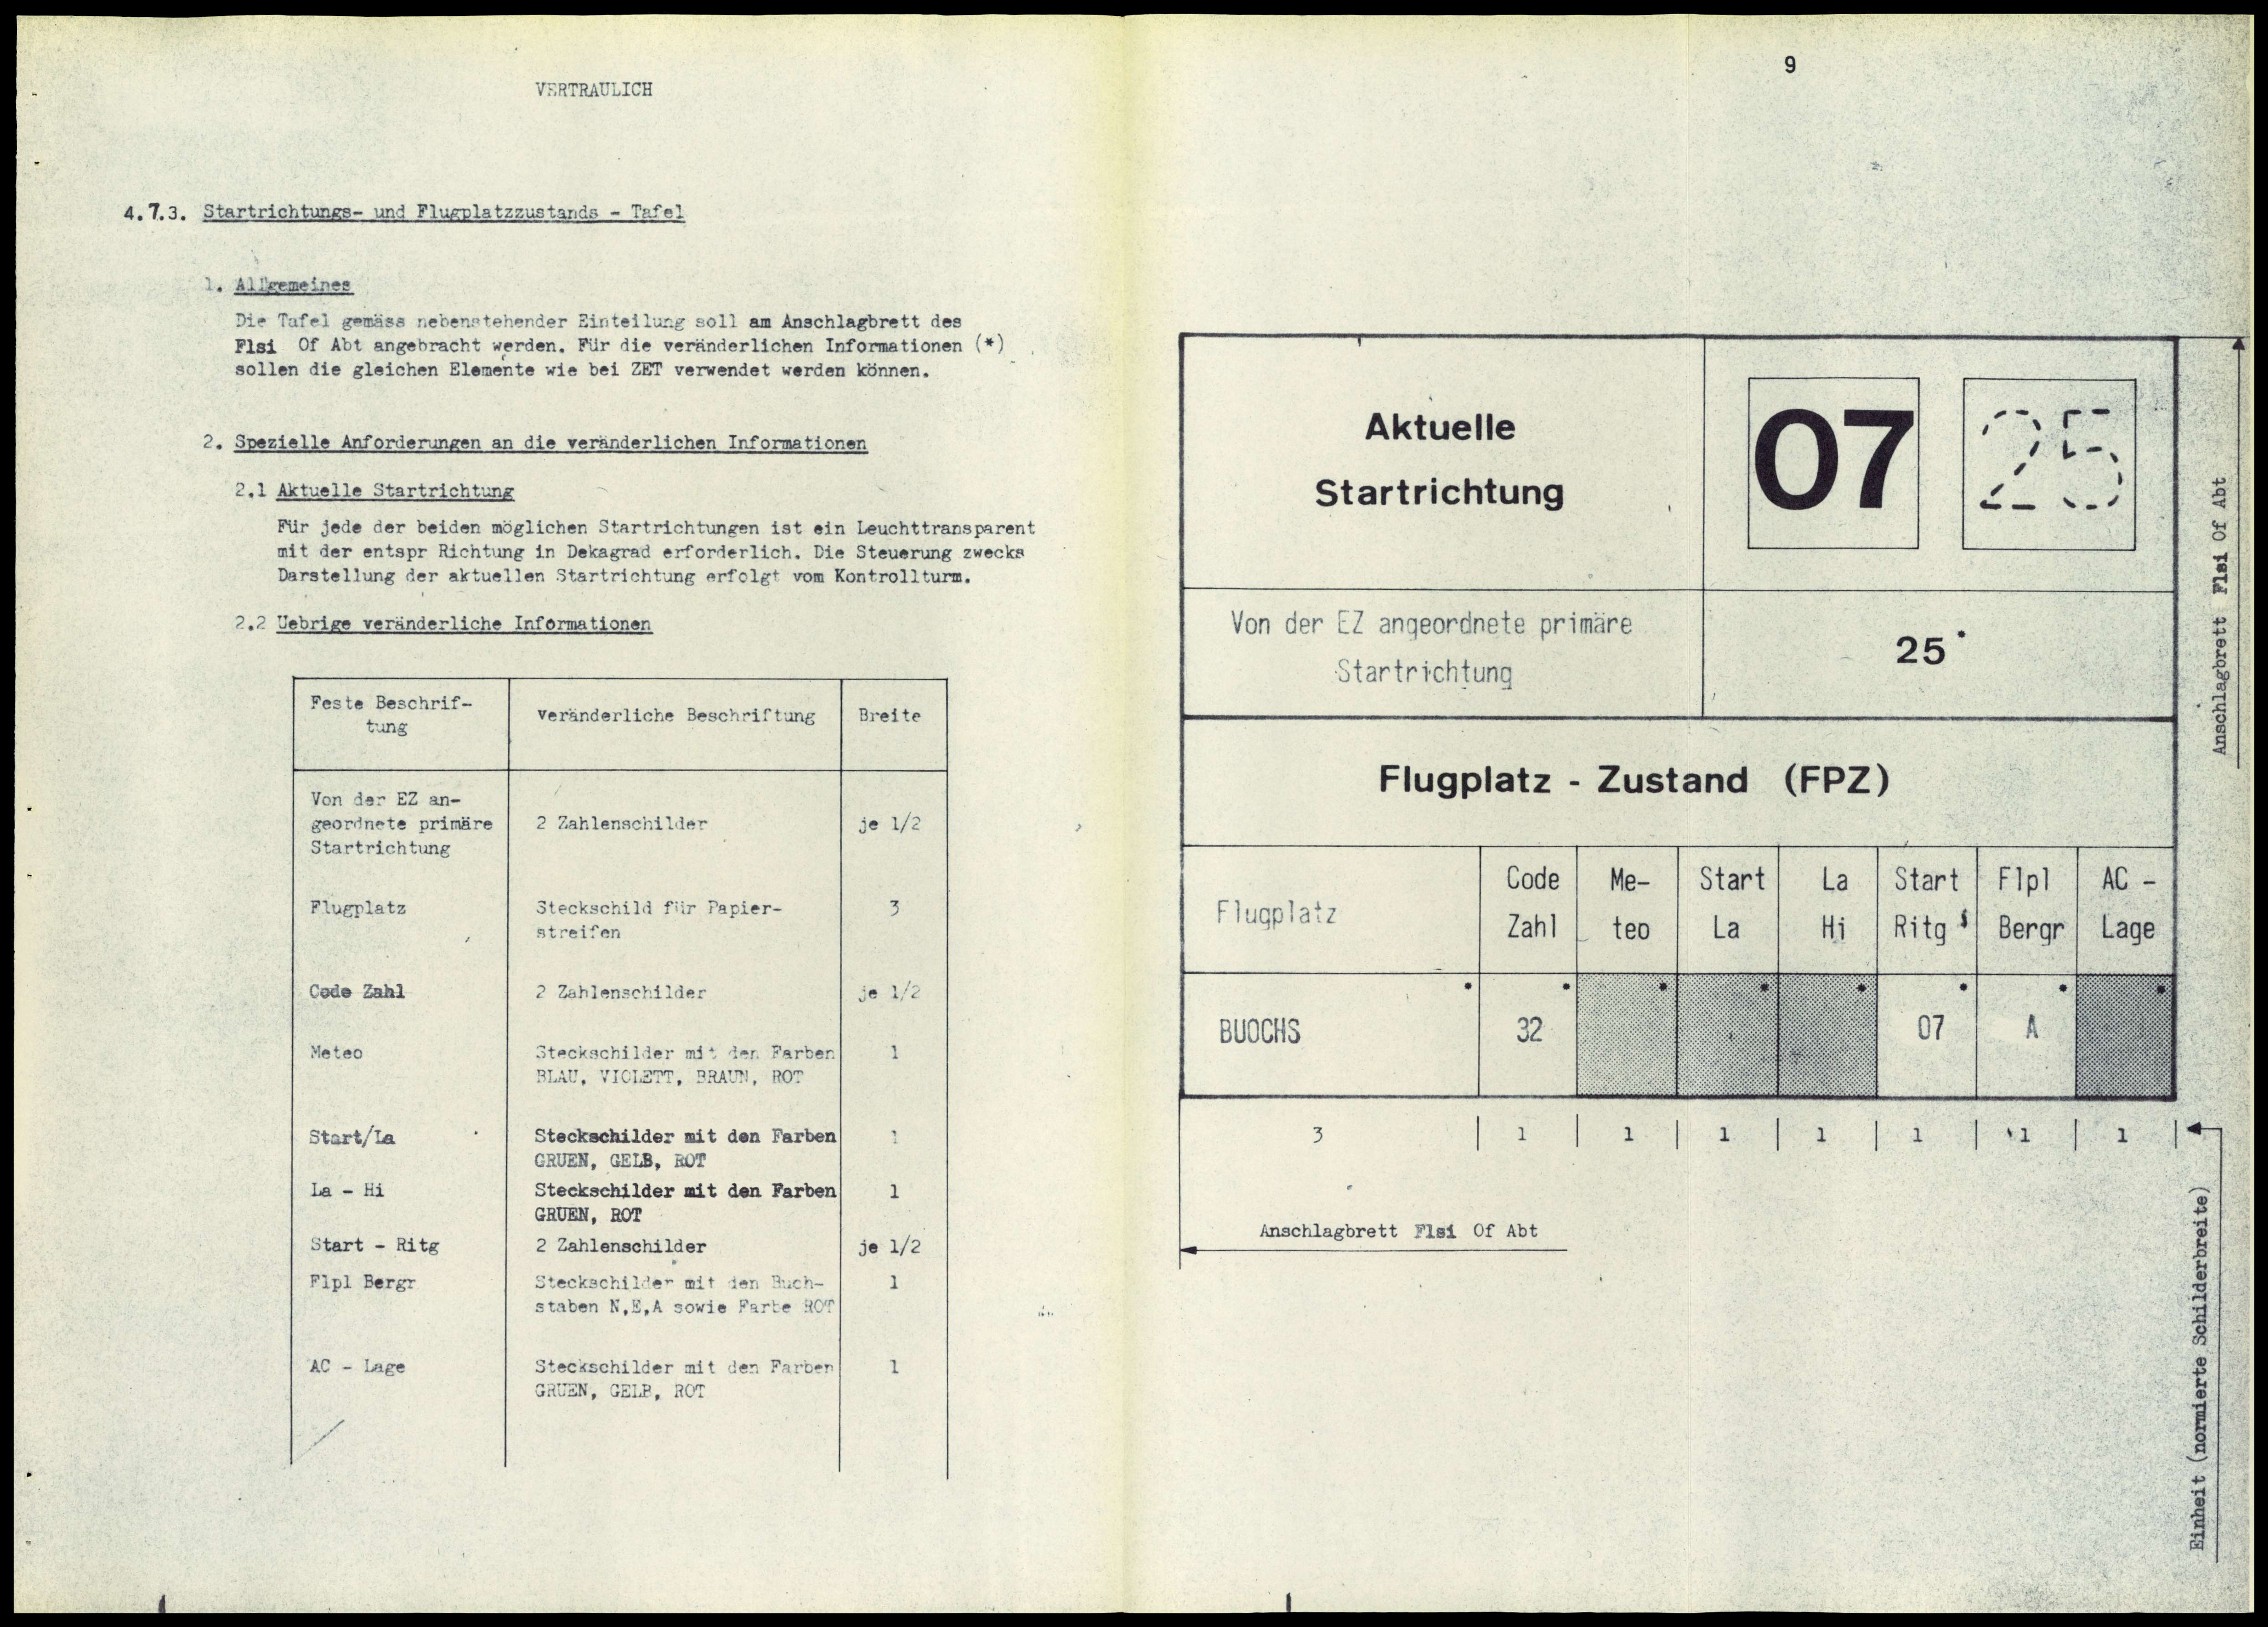 VERTRAULICH
4.7.3. Startrichtungs- und Flugplatzzustands - Tafel
1. Allgemeines
Die Tafel gemäss nebenstehender Einteilung soll am Anschlagbrett des
Flsi Of Abt angebracht werden. Für die veränderlichen Informationen (*)
sollen die gleichen Elemente wie bei ZET verwendet werden können.
2. Spezielle Anforderungen an die veränderlichen Informationen
2.1 Aktuelle Startrichtung
Für jede der beiden möglichen Startrichtungen ist ein Leuchttransparent
mit der entspr Richtung in Dekagrad erforderlich. Die Steuerung zwecks
Darstellung der aktuellen Startrichtung erfolgt vom Kontrollturm.
2.2 Uebrige veränderliche Informationen
Feste Beschrif-
tung
veränderliche Beschriftung
Breite
Von der EZ an-
geordnete primäre
Startrichtung
2 Zahlenschilder
je 1/2
Flugplatz
Steckschild für Papier-
streifen
3
Code Zahl
2 Zahlenschilder
je 1/2
Meteo
Steckschilder mit den Farben
BLAU, VIOLETT, BRAUN, ROT
1
Start/La
Steckschilder mit den Farben
GRUEN, GELB, ROT
1
La - Hi
Steckschilder mit den Farben
GRUEN, ROT
1
Start - Ritg
2 Zahlenschilder
je 1/2
Flpl Bergr
Steckschilder mit den Buch-
staben N,E,A sowie Farbe ROT
1
AC - Lage
Steckschilder mit den Farben
GRUEN, GELB, ROT
1
9
Aktuelle
Startrichtung
07 25
Von der EZ angeordnete primäre
Startrichtung
25
Flugplatz - Zustand (FPZ)
Flugplatz
Code
Zahl
Me-
teo
Start
La
La
Hi
Start
Ritg
Flpl
Bergr
AC -
Lage
BUOCHS 32 07 A
3 1 1 1 1 1 1 1
Anschlagbrett Flsi Of Abt
Anschlagbrett Flsi Of Abt
Einheit (normierte Schilderbreite)